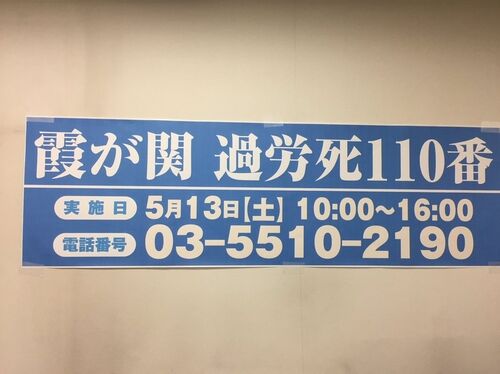 霞が関 過労死110番
実施日 5月13日【土】 10:00～16:00
電話番号 03-5510-2190